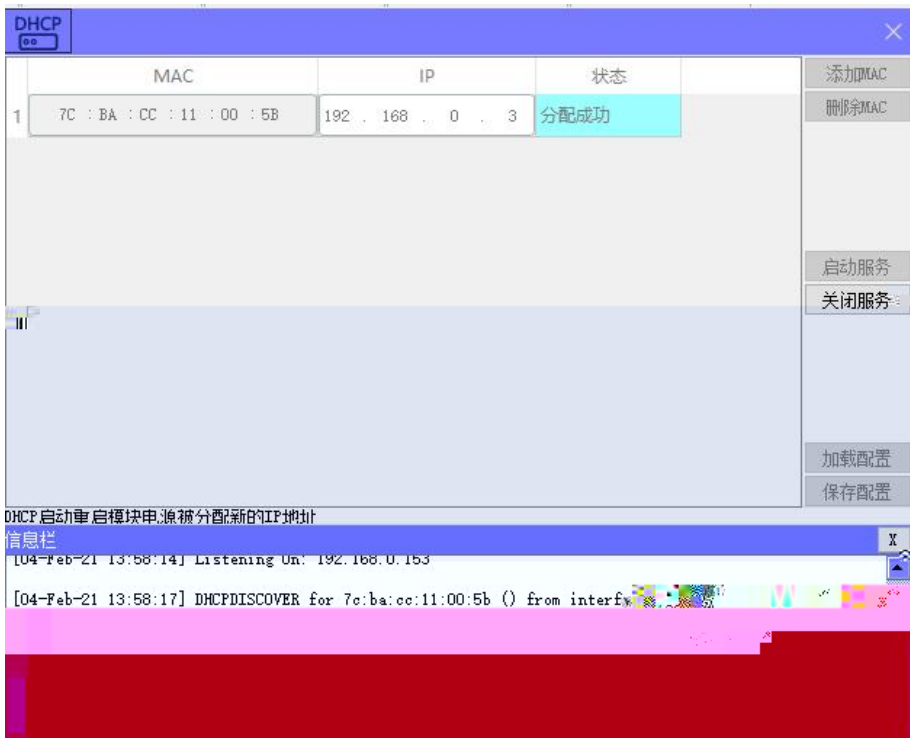 DHCP
MAC IP 状态
1 7C : BA : CC : 11 : 00 : 5B 192 . 168 . 0 . 3 分配成功
添加MAC
删除MAC
启动服务
关闭服务
加载配置
保存配置
DHCP启动重启模块电源被分配新的IP地址
信息栏 X
[04-Feb-21 13:58:14] Listening On: 192.168.0.153
[04-Feb-21 13:58:17] DHCPDISCOVER for 7c:ba:cc:11:00:5b () from